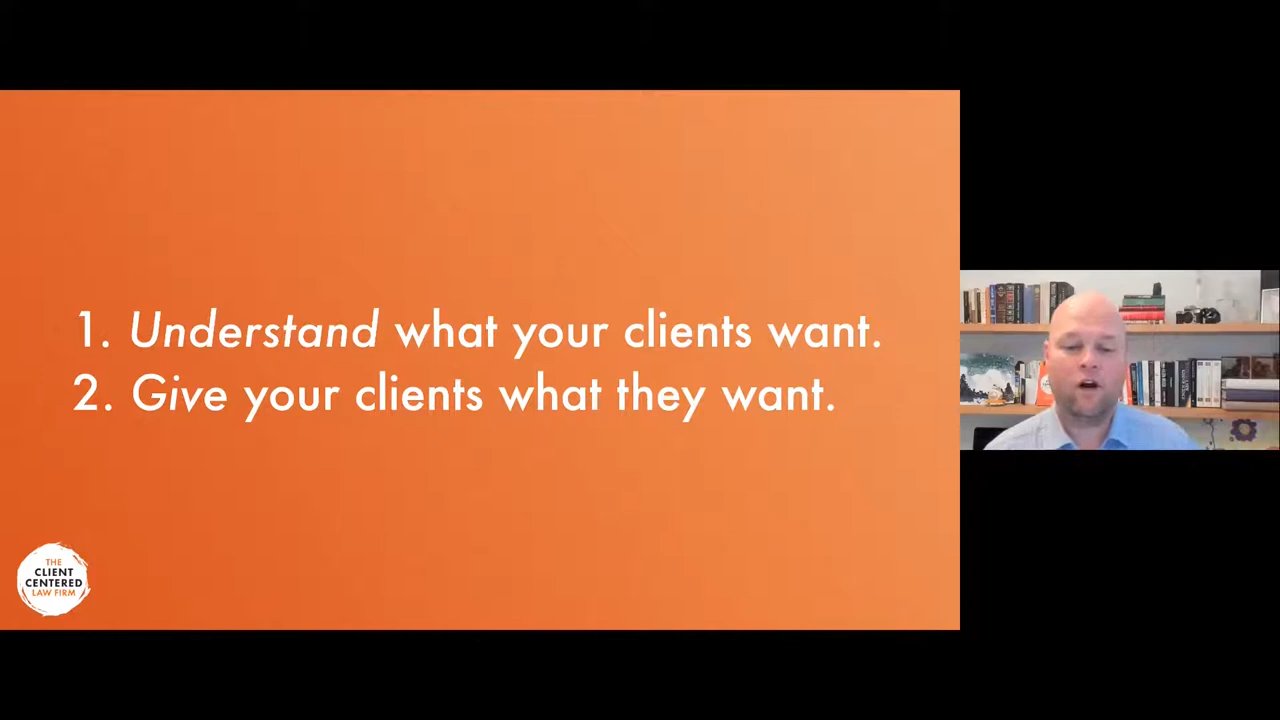 1. Understand what your clients want.
2. Give your clients what they want.
THE
CLIENT
CENTERED
LAW FIRM